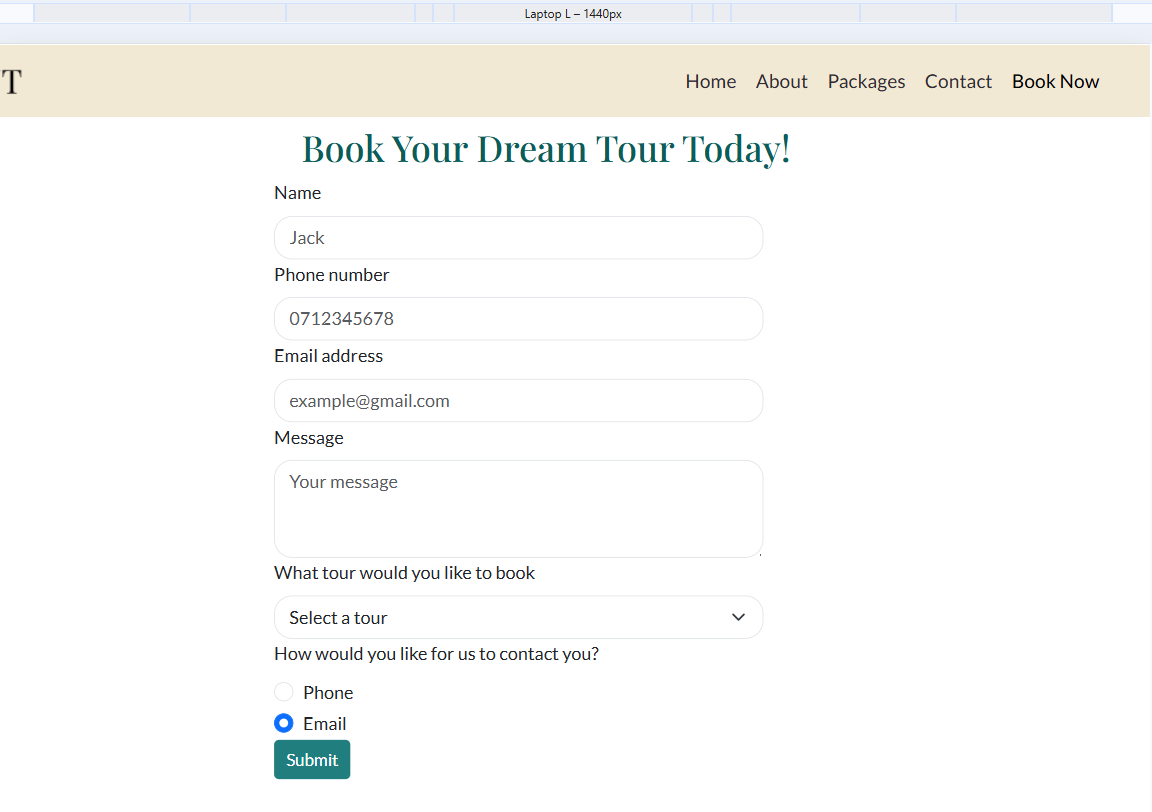 Laptop L – 1440px
T
Home About Packages Contact Book Now
Book Your Dream Tour Today!
Name
Jack
Phone number
0712345678
Email address
example@gmail.com
Message
Your message
What tour would you like to book
Select a tour
How would you like for us to contact you?
Phone
Email
Submit